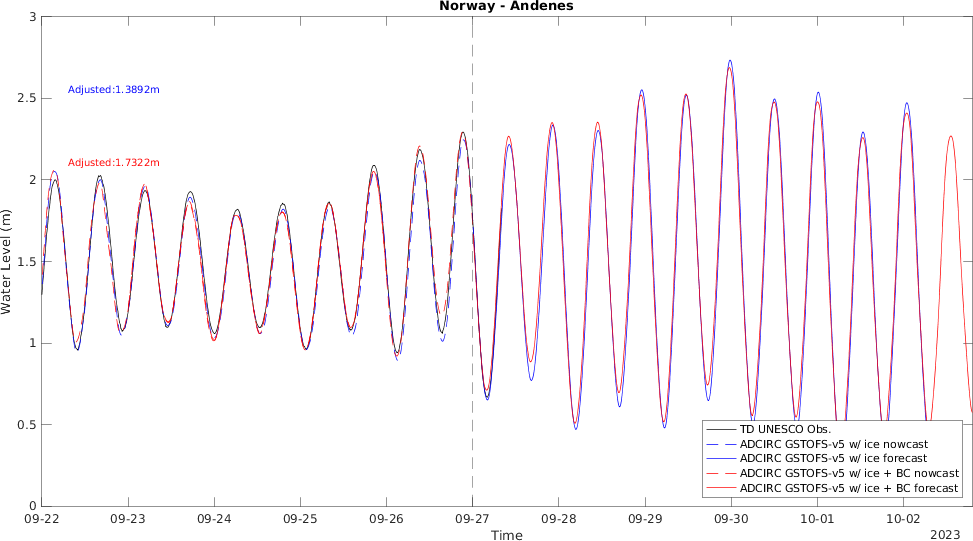 Norway - Andenes
3
2.5
2
1.5
1
0.5
0
Water Level (m)
Adjusted:1.3892m
Adjusted:1.7322m
TD UNESCO Obs.
ADCIRC GSTOFS-v5 w/ ice nowcast
ADCIRC GSTOFS-v5 w/ ice forecast
ADCIRC GSTOFS-v5 w/ ice + BC nowcast
ADCIRC GSTOFS-v5 w/ ice + BC forecast
09-22 09-23 09-24 09-25 09-26 09-27 09-28 09-29 09-30 10-01 10-02
Time
2023